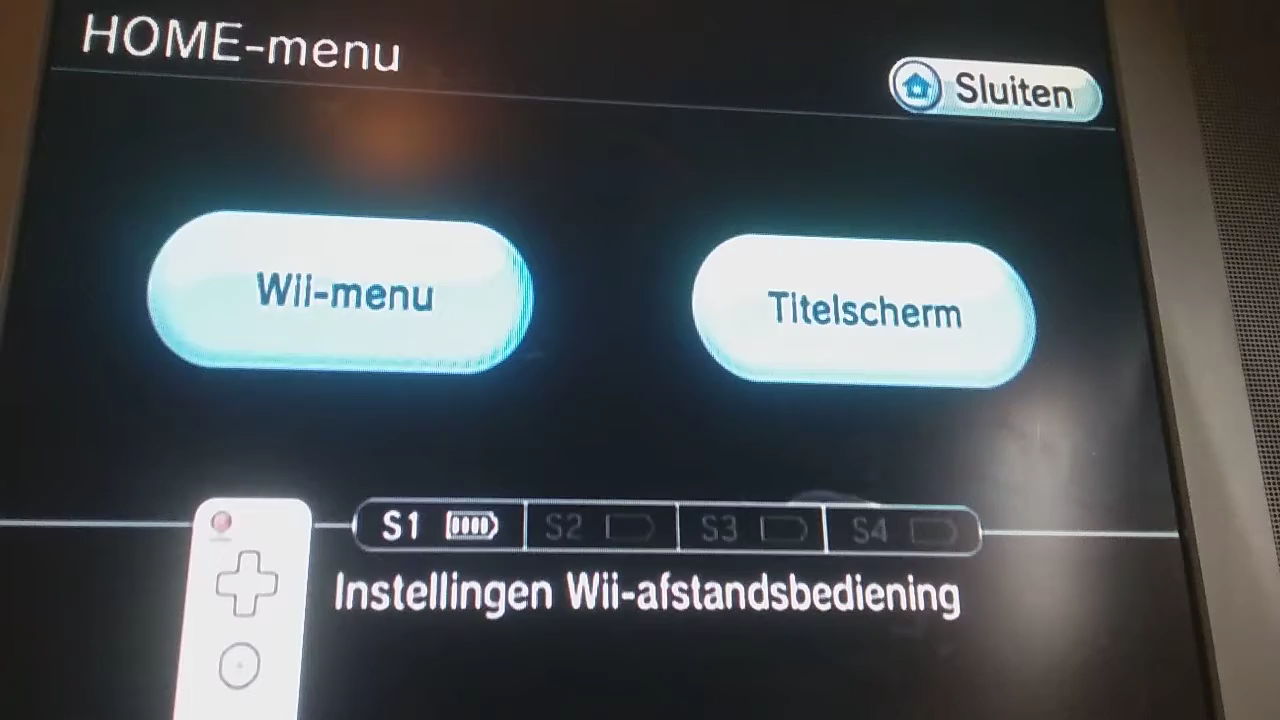 HOME-menu
Sluiten
Wii-menu
Titelscherm
S1 S2 S3 S4
Instellingen Wii-afstandsbediening